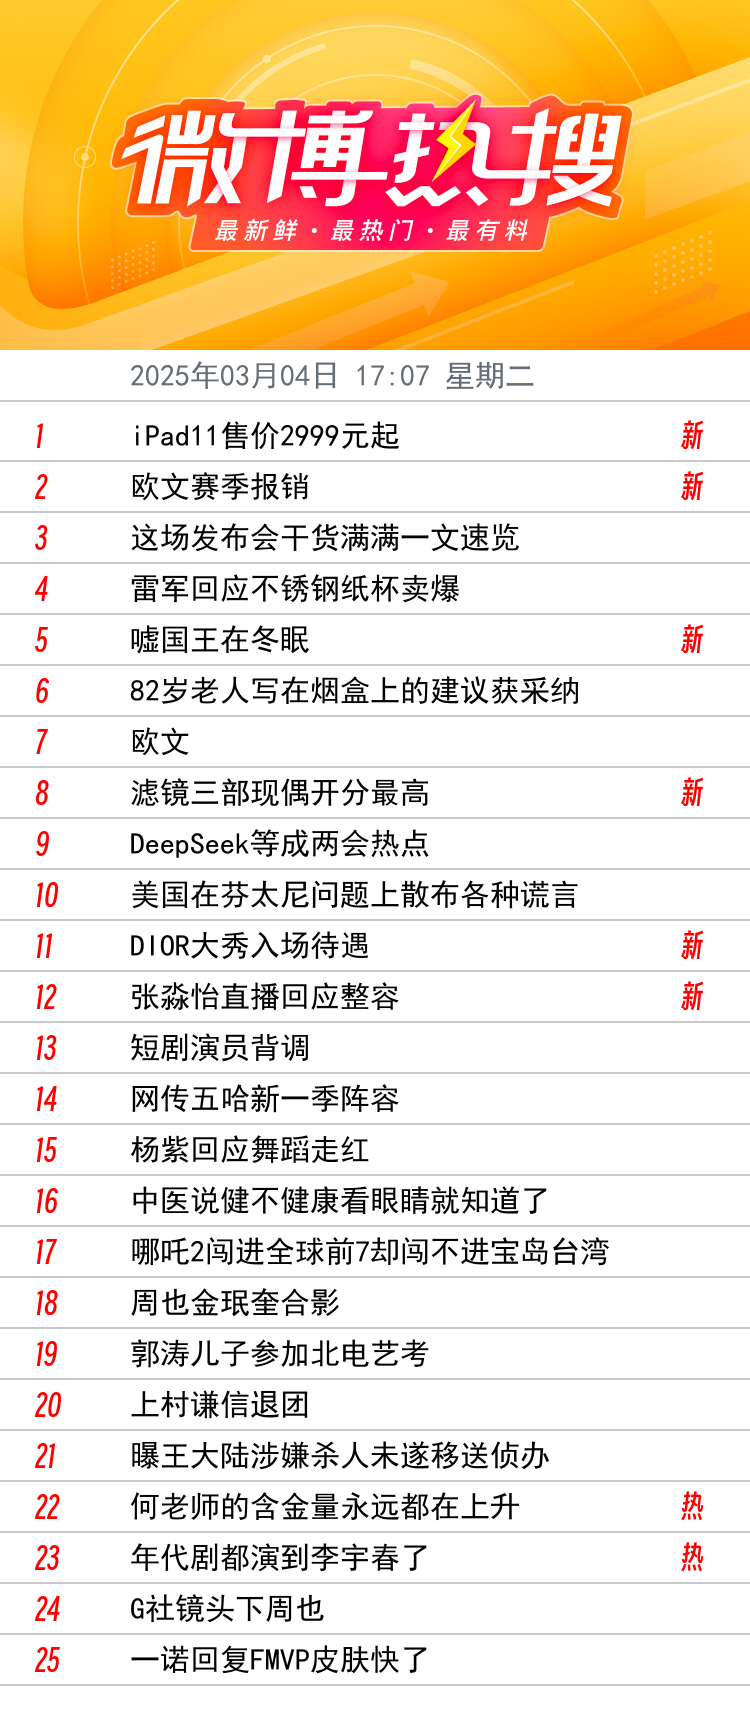 微博热搜
最新鲜·最热门·最有料
2025年03月04日 17:07 星期二
1 iPad11售价2999元起 新
2 欧文赛季报销 新
3 这场发布会干货满满一文速览
4 雷军回应不锈钢纸杯卖爆
5 嘘国王在冬眠 新
6 82岁老人写在烟盒上的建议获采纳
7 欧文
8 滤镜三部现偶开分最高 新
9 DeepSeek等成两会热点
10 美国在芬太尼问题上散布各种谎言
11 DIOR大秀入场待遇 新
12 张淼怡直播回应整容 新
13 短剧演员背调
14 网传五哈新一季阵容
15 杨紫回应舞蹈走红
16 中医说健不健康看眼睛就知道了
17 哪吒2闯进全球前7却闯不进宝岛台湾
18 周也金珉奎合影
19 郭涛儿子参加北电艺考
20 上村谦信退团
21 曝王大陆涉嫌杀人未遂移送侦办
22 何老师的含金量永远都在上升 热
23 年代剧都演到李宇春了 热
24 G社镜头下周也
25 一诺回复FMVP皮肤快了